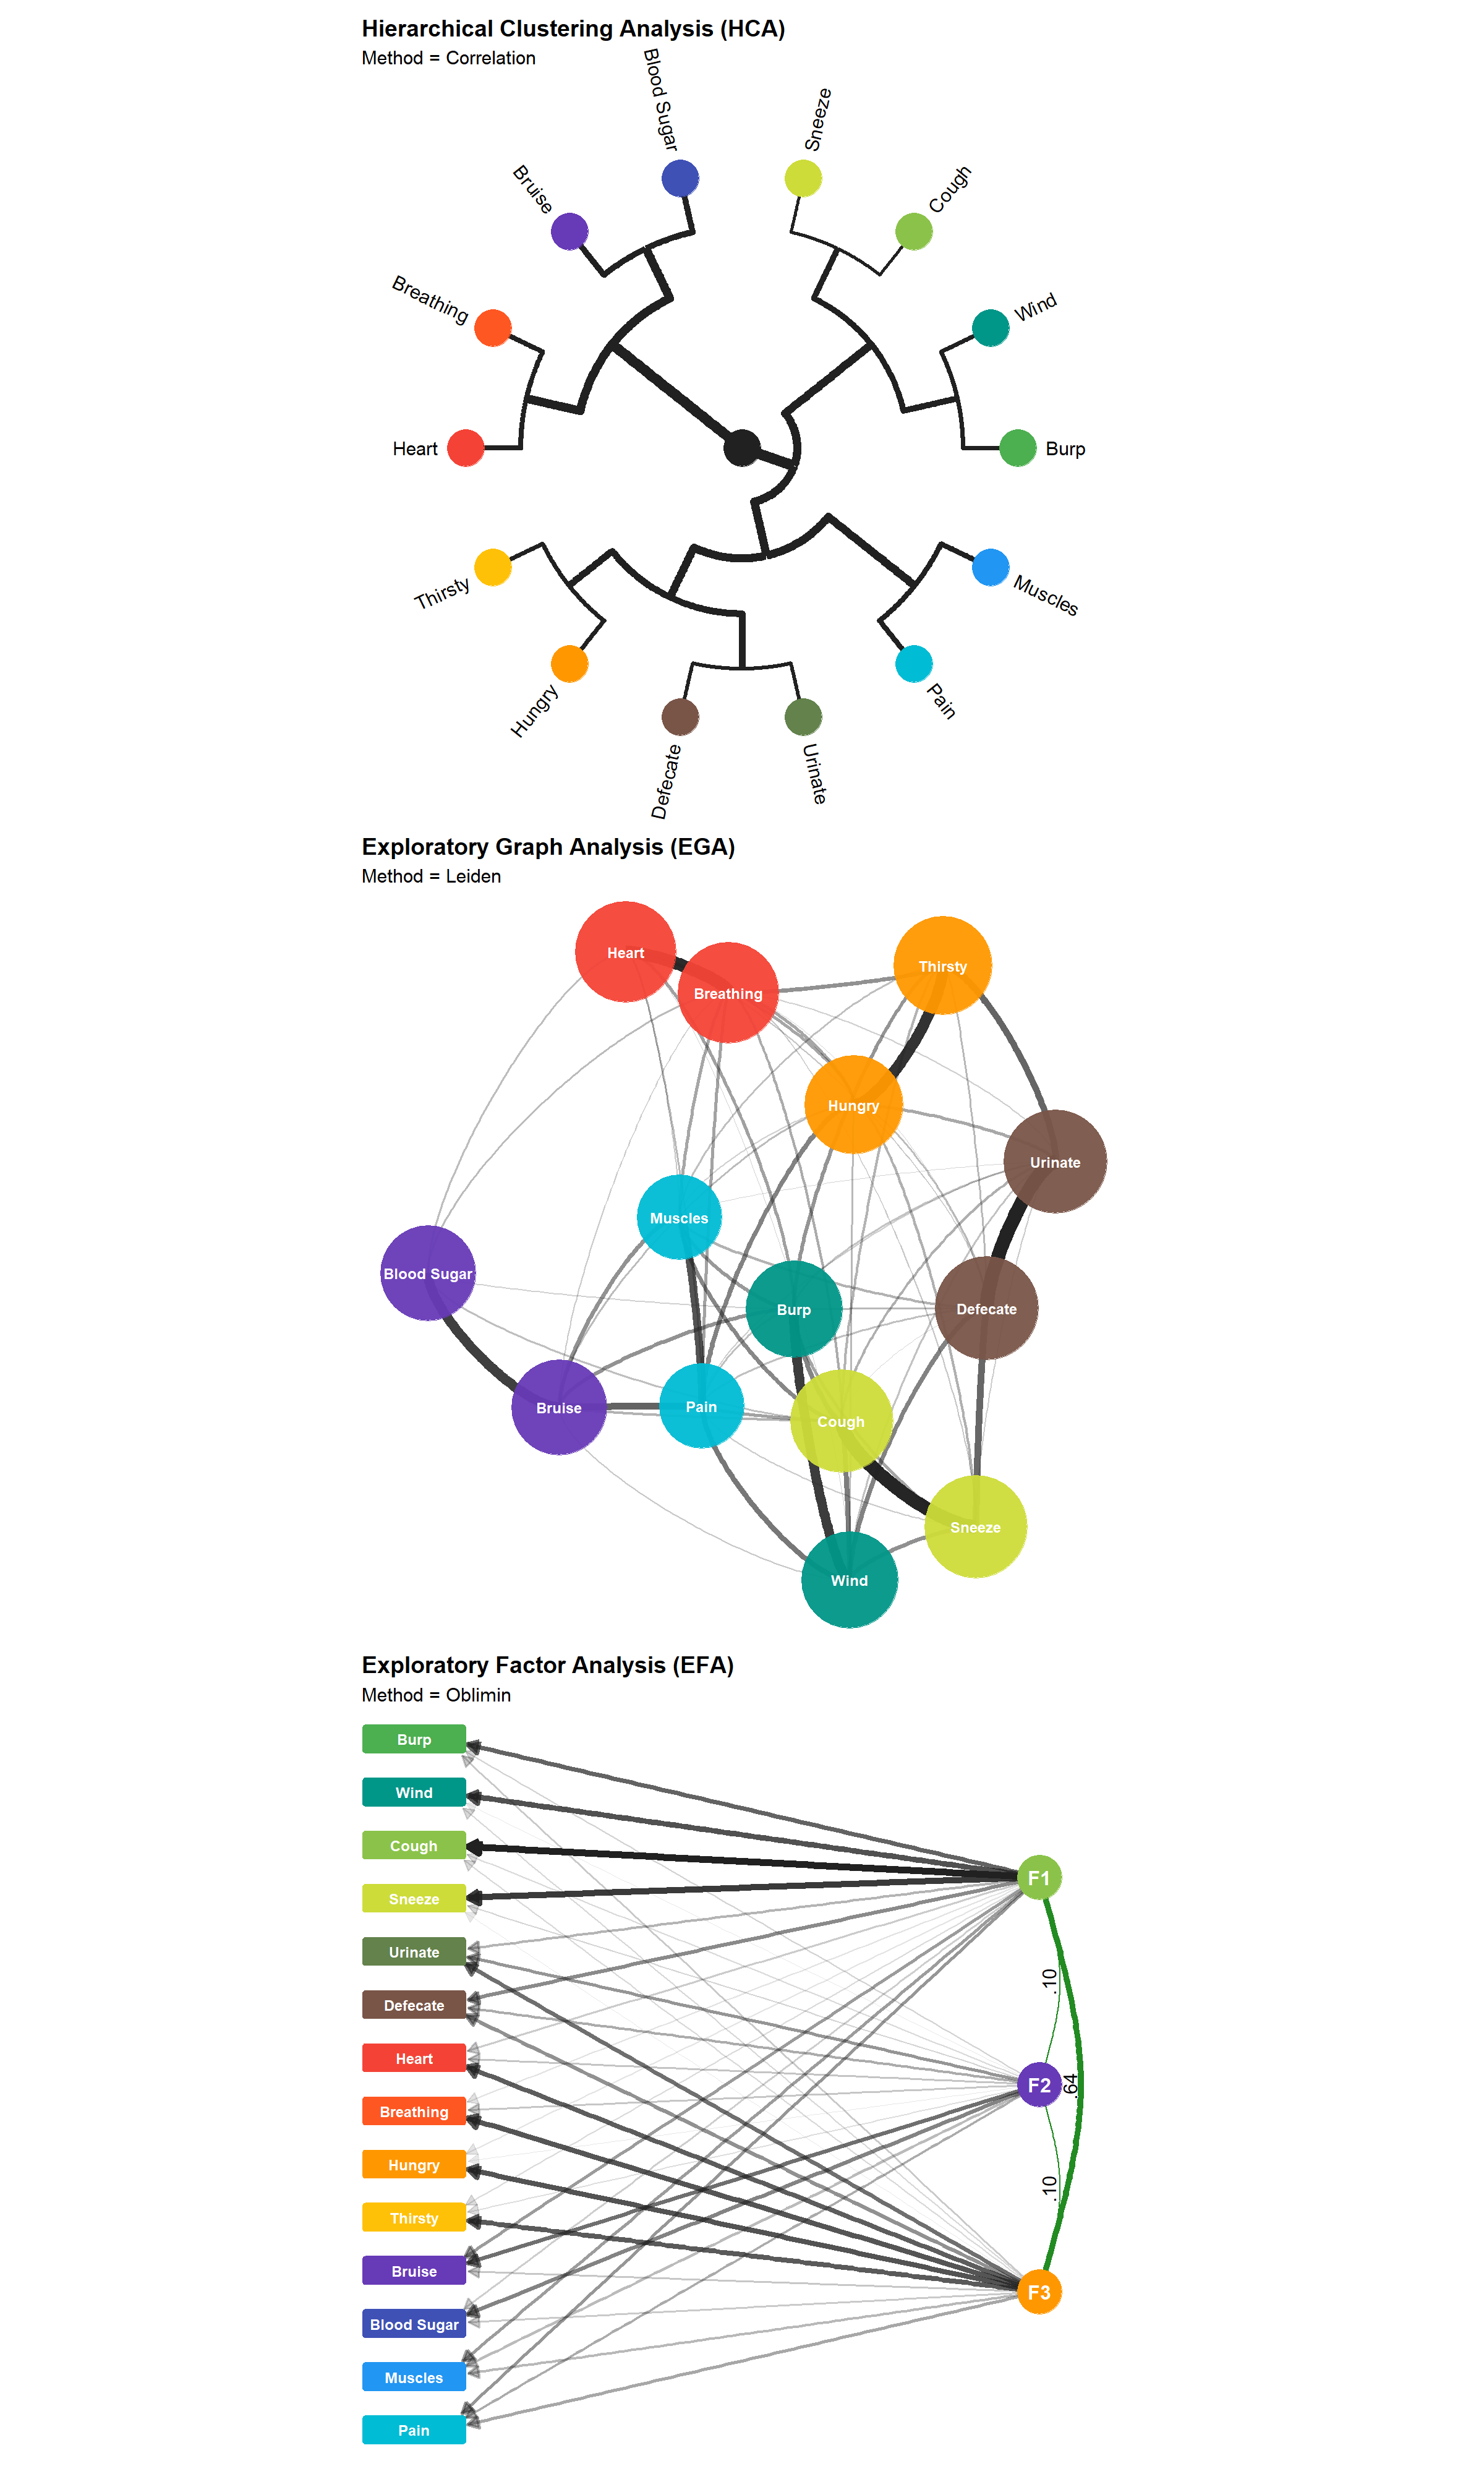 Hierarchical Clustering Analysis (HCA)
Method = Correlation
Blood Sugar
Sneeze
Bruise
Cough
Breathing
Wind
Heart
Burp
Thirsty
Muscles
Hungry
Pain
Defecate
Urinate
Exploratory Graph Analysis (EGA)
Method = Leiden
Heart
Thirsty
Breathing
Hungry
Urinate
Muscles
Blood Sugar
Burp
Defecate
Bruise
Pain
Cough
Sneeze
Wind
Exploratory Factor Analysis (EFA)
Method = Oblimin
Burp
Wind
Cough
F1
Sneeze
Urinate
.10
Defecate
Heart
F2
.64
Breathing
Hungry
.10
Thirsty
Bruise
F3
Blood Sugar
Muscles
Pain